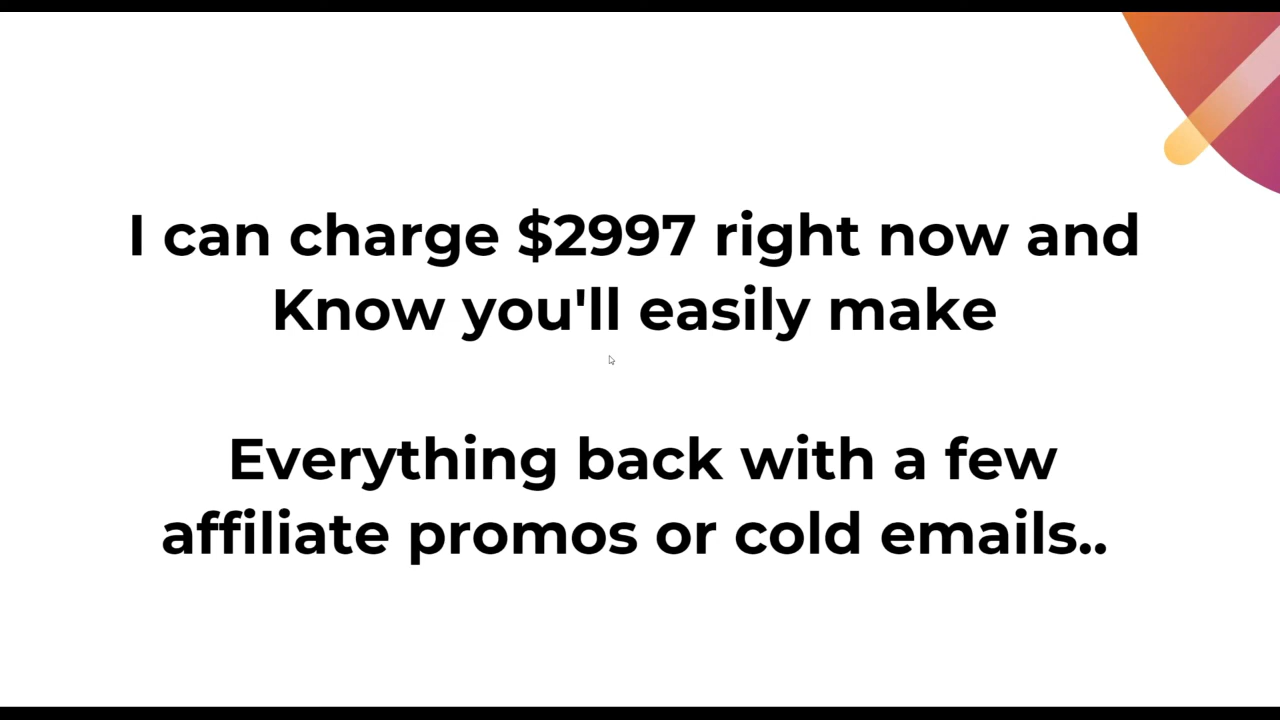 I can charge $2997 right now and
Know you'll easily make
Everything back with a few
affiliate promos or cold emails..